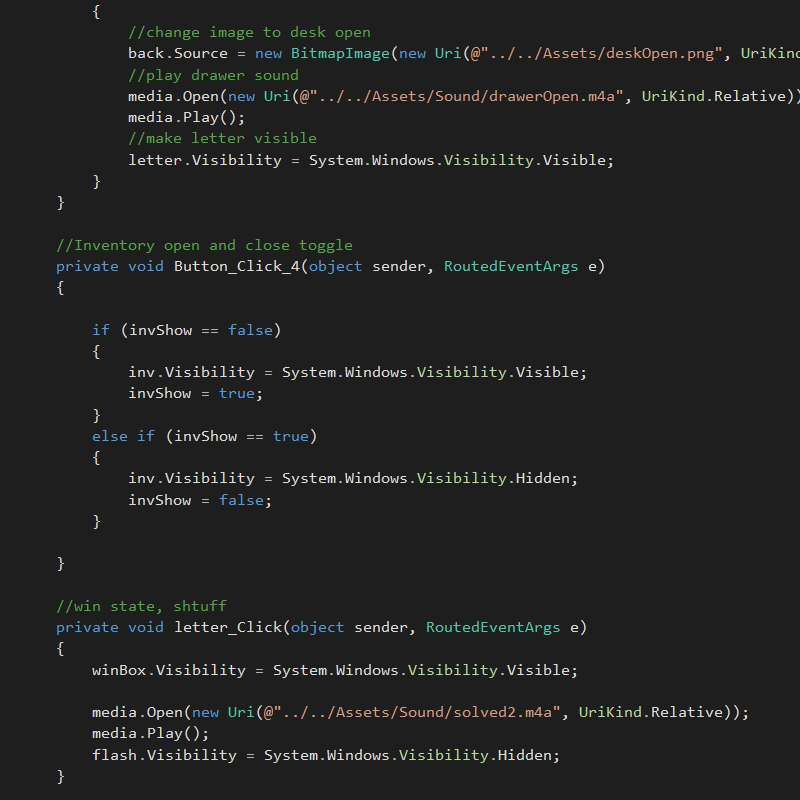 {
//change image to desk open
back.Source = new BitmapImage(new Uri(@"../../Assets/deskOpen.png", UriKind
//play drawer sound
media.Open(new Uri(@"../../Assets/Sound/drawerOpen.m4a", UriKind.Relative))
media.Play();
//make letter visible
letter.Visibility = System.Windows.Visibility.Visible;
}
}
//Inventory open and close toggle
private void Button_Click_4(object sender, RoutedEventArgs e)
{
if (invShow == false)
{
inv.Visibility = System.Windows.Visibility.Visible;
invShow = true;
}
else if (invShow == true)
{
inv.Visibility = System.Windows.Visibility.Hidden;
invShow = false;
}
}
//win state, shtuff
private void letter_Click(object sender, RoutedEventArgs e)
{
winBox.Visibility = System.Windows.Visibility.Visible;
media.Open(new Uri(@"../../Assets/Sound/solved2.m4a", UriKind.Relative));
media.Play();
flash.Visibility = System.Windows.Visibility.Hidden;
}